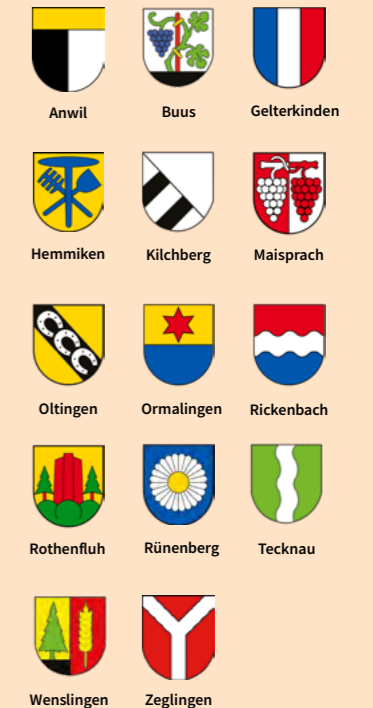 Anwil
Buus
Gelterkinden
Hemmiken
Kilchberg
Maisprach
Oltingen
Ormalingen
Rickenbach
Rothenfluh
Rünenberg
Tecknau
Wenslingen
Zeglingen